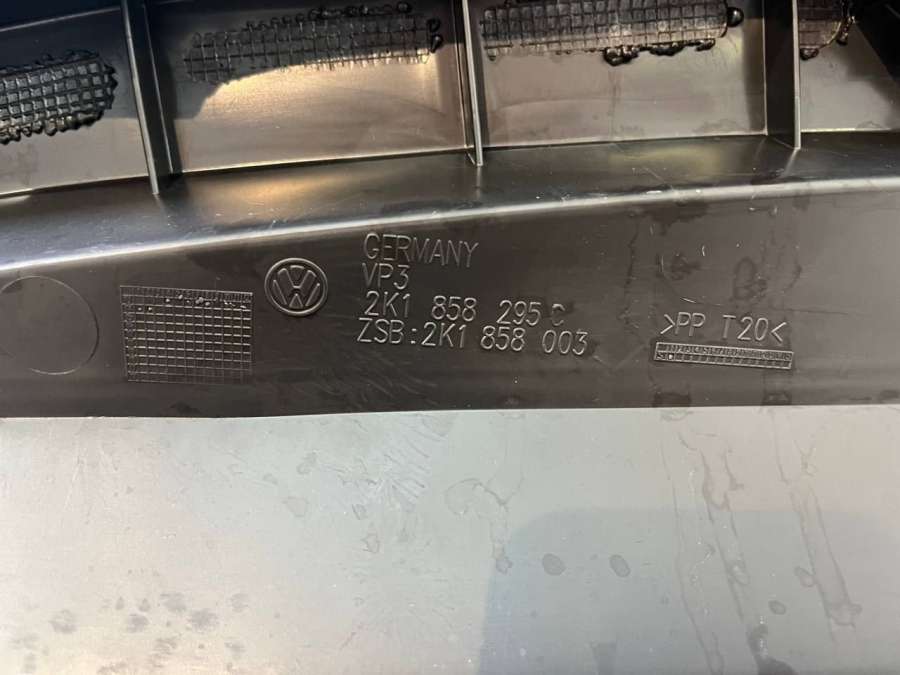 GERMANY
VP3
2K1 858 295 C
ZSB:2K1 858 003
>PP T20<